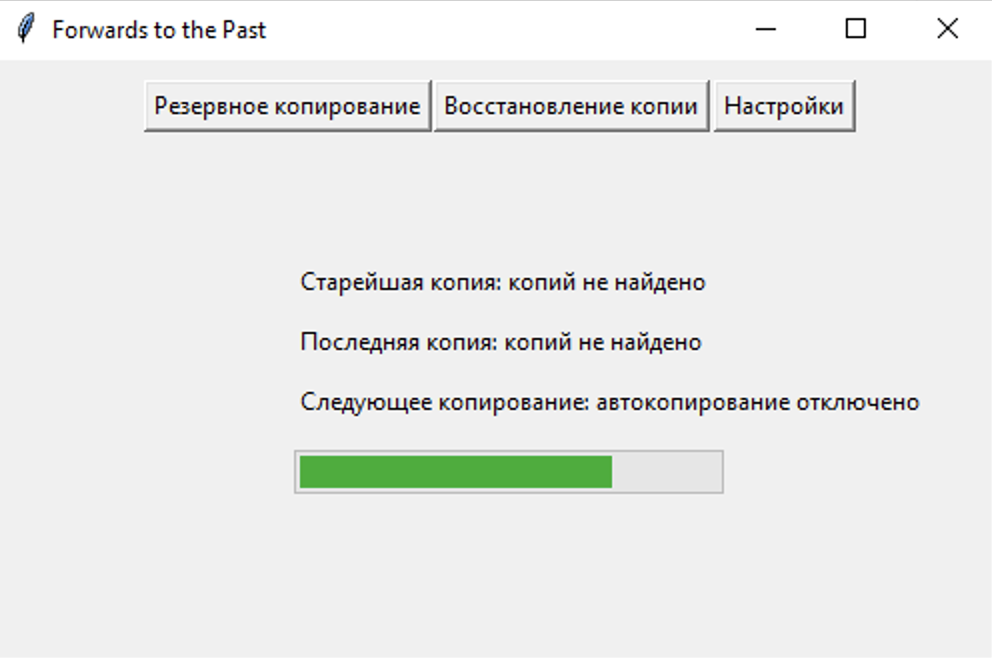 Forwards to the Past
Резервное копирование Восстановление копии Настройки
Старейшая копия: копий не найдено
Последняя копия: копий не найдено
Следующее копирование: автокопирование отключено